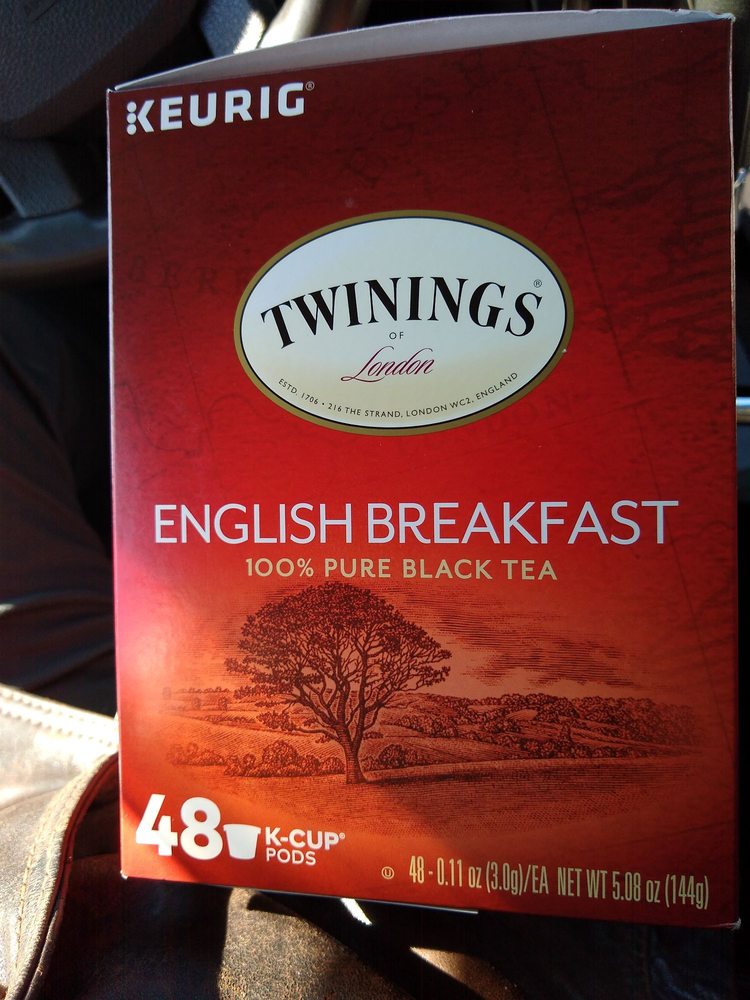 KEURIG®
TWININGS®
OF
London
ESTD. 1706 • 216 THE STRAND, LONDON WC2, ENGLAND
ENGLISH BREAKFAST
100% PURE BLACK TEA
48 K-CUP®
PODS
U 48 - 0.11 oz (3.0g)/EA NET WT 5.08 oz (144g)